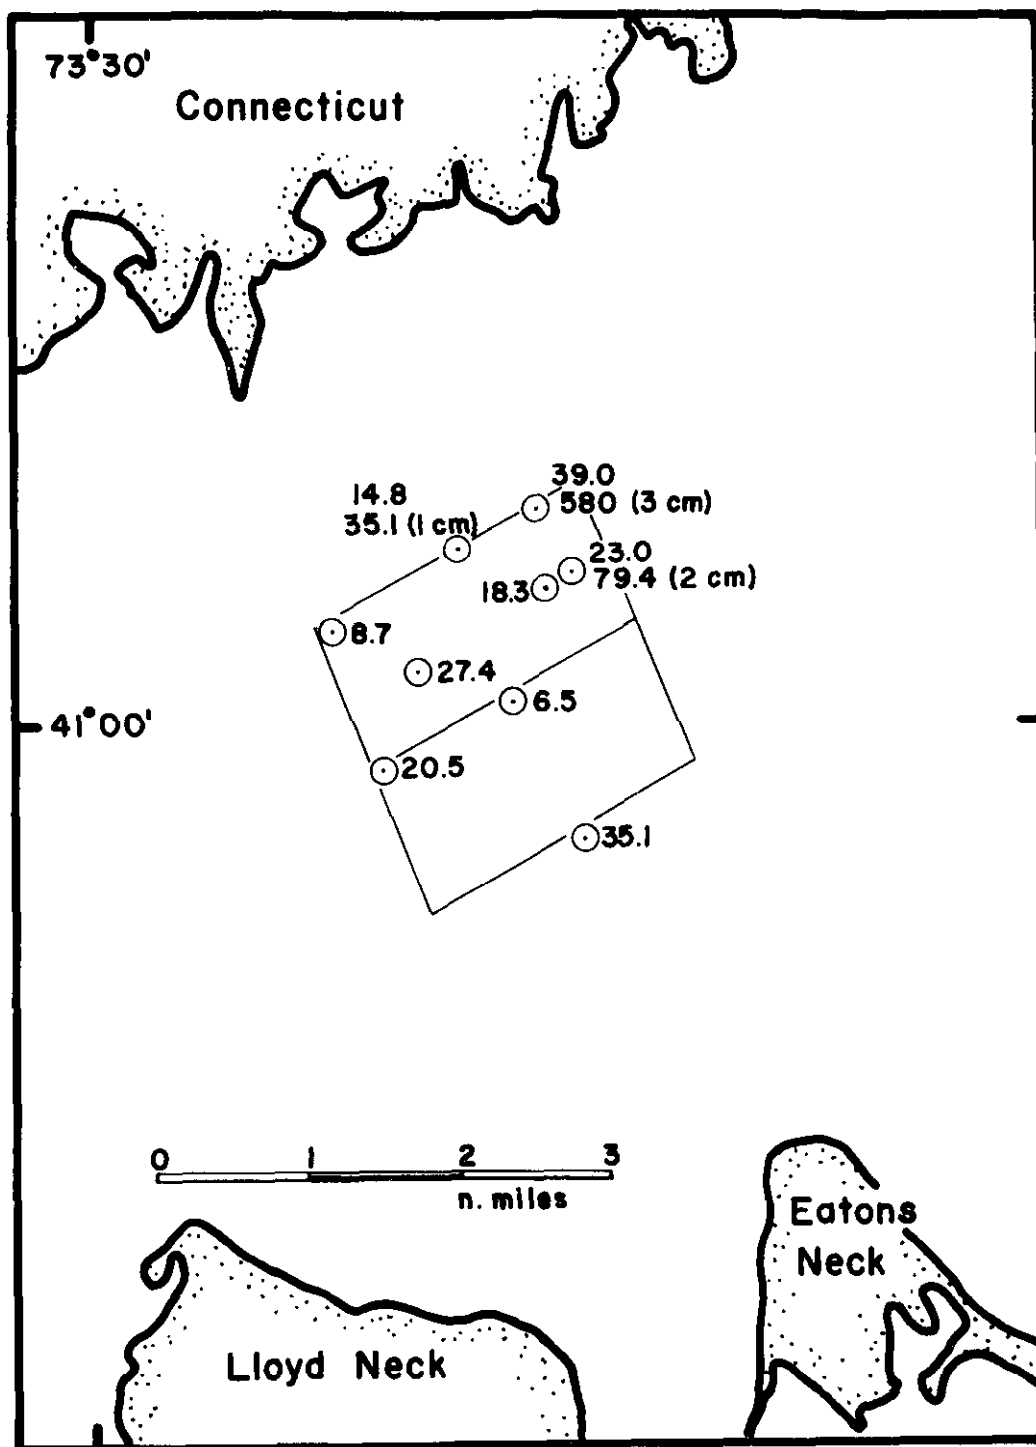 73°30'
Connecticut
39.0
580 (3 cm)
14.8
35.1 (1 cm)
23.0
79.4 (2 cm)
18.3
8.7
27.4
6.5
41°00'
20.5
35.1
0 1 2 3
n. miles
Eatons
Neck
Lloyd Neck